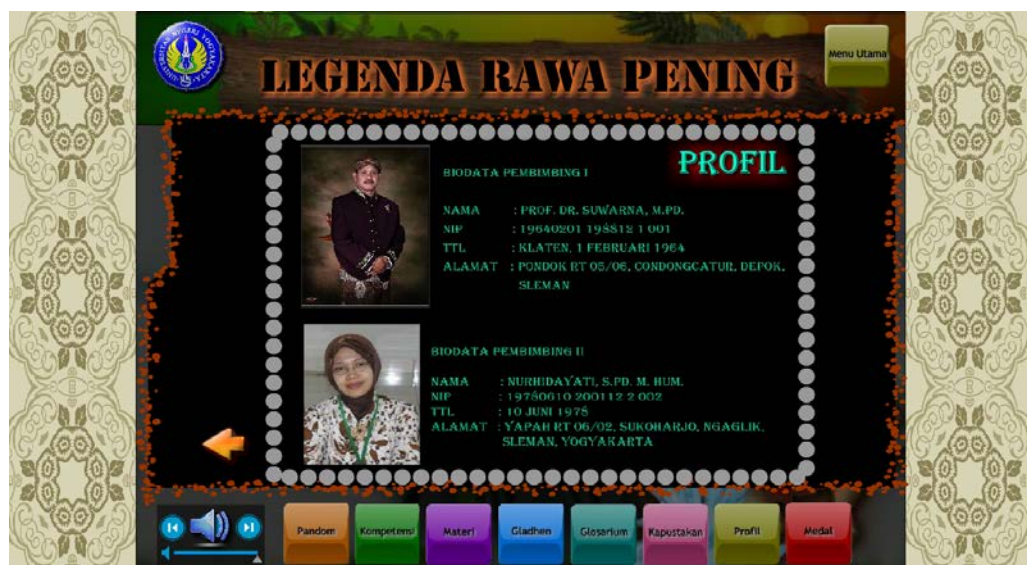 UNIVERSITAS NEGERI YOGYAKARTA
Menu Utama
LEGENDA RAWA PENING
PROFIL
BIODATA PEMBIMBING I
NAMA : PROF. DR. SUWARNA, M.PD.
NIP : 19640201 198812 1 001
TTL : KLATEN, 1 FEBRUARI 1964
ALAMAT : PONDOK RT 05/06, CONDONGCATUR, DEPOK,
SLEMAN
BIODATA PEMBIMBING II
NAMA : NURHIDAYATI, S.PD. M. HUM.
NIP : 19780610 200112 2 002
TTL : 10 JUNI 1978
ALAMAT : YAPAH RT 06/02, SUKOHARJO, NGAGLIK,
SLEMAN, YOGYAKARTA
Pandom Kompetensi Materi Gladhen Glosarium Kapustakan Profil Medal